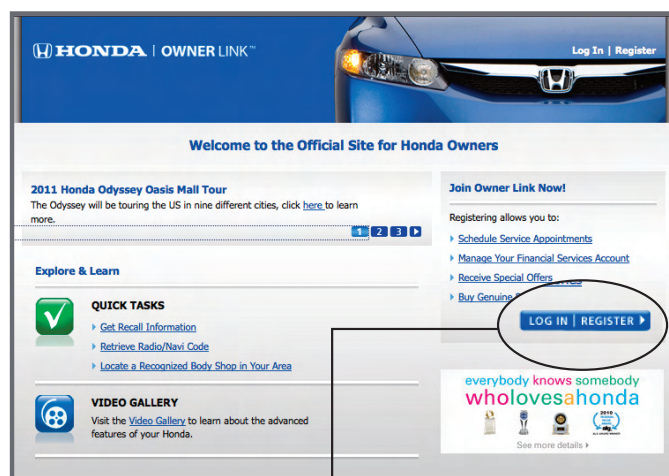 HONDA | OWNER LINK™
Log In | Register
Welcome to the Official Site for Honda Owners
2011 Honda Odyssey Oasis Mall Tour
The Odyssey will be touring the US in nine different cities, click here to learn
more.
1 2 3
Explore & Learn
QUICK TASKS
Get Recall Information
Retrieve Radio/Navi Code
Locate a Recognized Body Shop in Your Area
VIDEO GALLERY
Visit the Video Gallery to learn about the advanced
features of your Honda.
Join Owner Link Now!
Registering allows you to:
Schedule Service Appointments
Manage Your Financial Services Account
Receive Special Offers
Buy Genuine
LOG IN | REGISTER
everybody knows somebody
wholovesahonda
2010
See more details